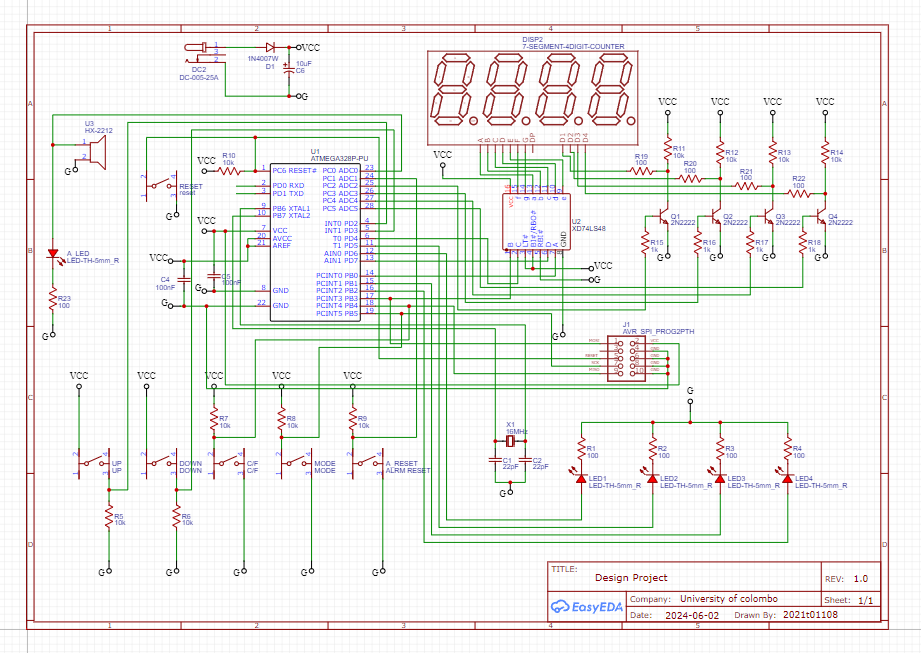 1 2 3 4 5
DISP2
7-SEGMENT-4DIGIT-COUNTER
VCC
1N4007W
D1
10uF
C6
DC2
DC-005-25A
G
A
A
VCC VCC VCC VCC
U3
HX-2212
G
R10
10k
VCC
U1
ATMEGA328P-PU
VCC
R19
100
R20
100
R21
100
R22
100
R11
10k
R12
10k
R13
10k
R14
10k
RESET
reset
G
PC6 RESET#
PD0 RXD
PD1 TXD
PB6 XTAL1
PB7 XTAL2
VCC
AVCC
AREF
GND
GND
PC0 ADC0 23
PC1 ADC1 24
PC2 ADC2 25
PC3 ADC3 26
PC4 ADC4 27
PC5 ADC5 28
INT0 PD2 4
INT1 PD3 5
T0 PD4 6
T1 PD5 11
AIN0 PD6 12
AIN1 PD7 13
PCINT0 PB0 14
PCINT1 PB1 15
PCINT2 PB2 16
PCINT3 PB3 17
PCINT4 PB4 18
PCINT5 PB5 19
U2
XD74LS48
GND
VCC
G
Q1
2N2222
Q2
2N2222
Q3
2N2222
Q4
2N2222
R15
1k
R16
1k
R17
1k
R18
1k
G G G G
B
B
A_LED
LED-TH-5mm_R
VCC
VCC
C4
100nF
C5
100nF
G
G
R23
100
G
G
J1
AVR_SPI_PROG2PTH
VCC VCC VCC VCC VCC
G
C
C
R7
10k
R8
10k
R9
10k
X1
16MHz
C1
22pF
C2
22pF
G
R1
100
R2
100
R3
100
R4
100
UP
UP
DOWN
DOWN
C/F
C/F
MODE
MODE
A_RESET
ALRM RESET
LED1
LED-TH-5mm_R
LED2
LED-TH-5mm_R
LED3
LED-TH-5mm_R
LED4
LED-TH-5mm_R
R5
10k
R6
10k
G G G G G
D
D
TITLE:
Design Project
REV: 1.0
EasyEDA
Company: University of colombo
Sheet: 1/1
Date: 2024-06-02 Drawn By: 2021t01108
1 2 3 4 5